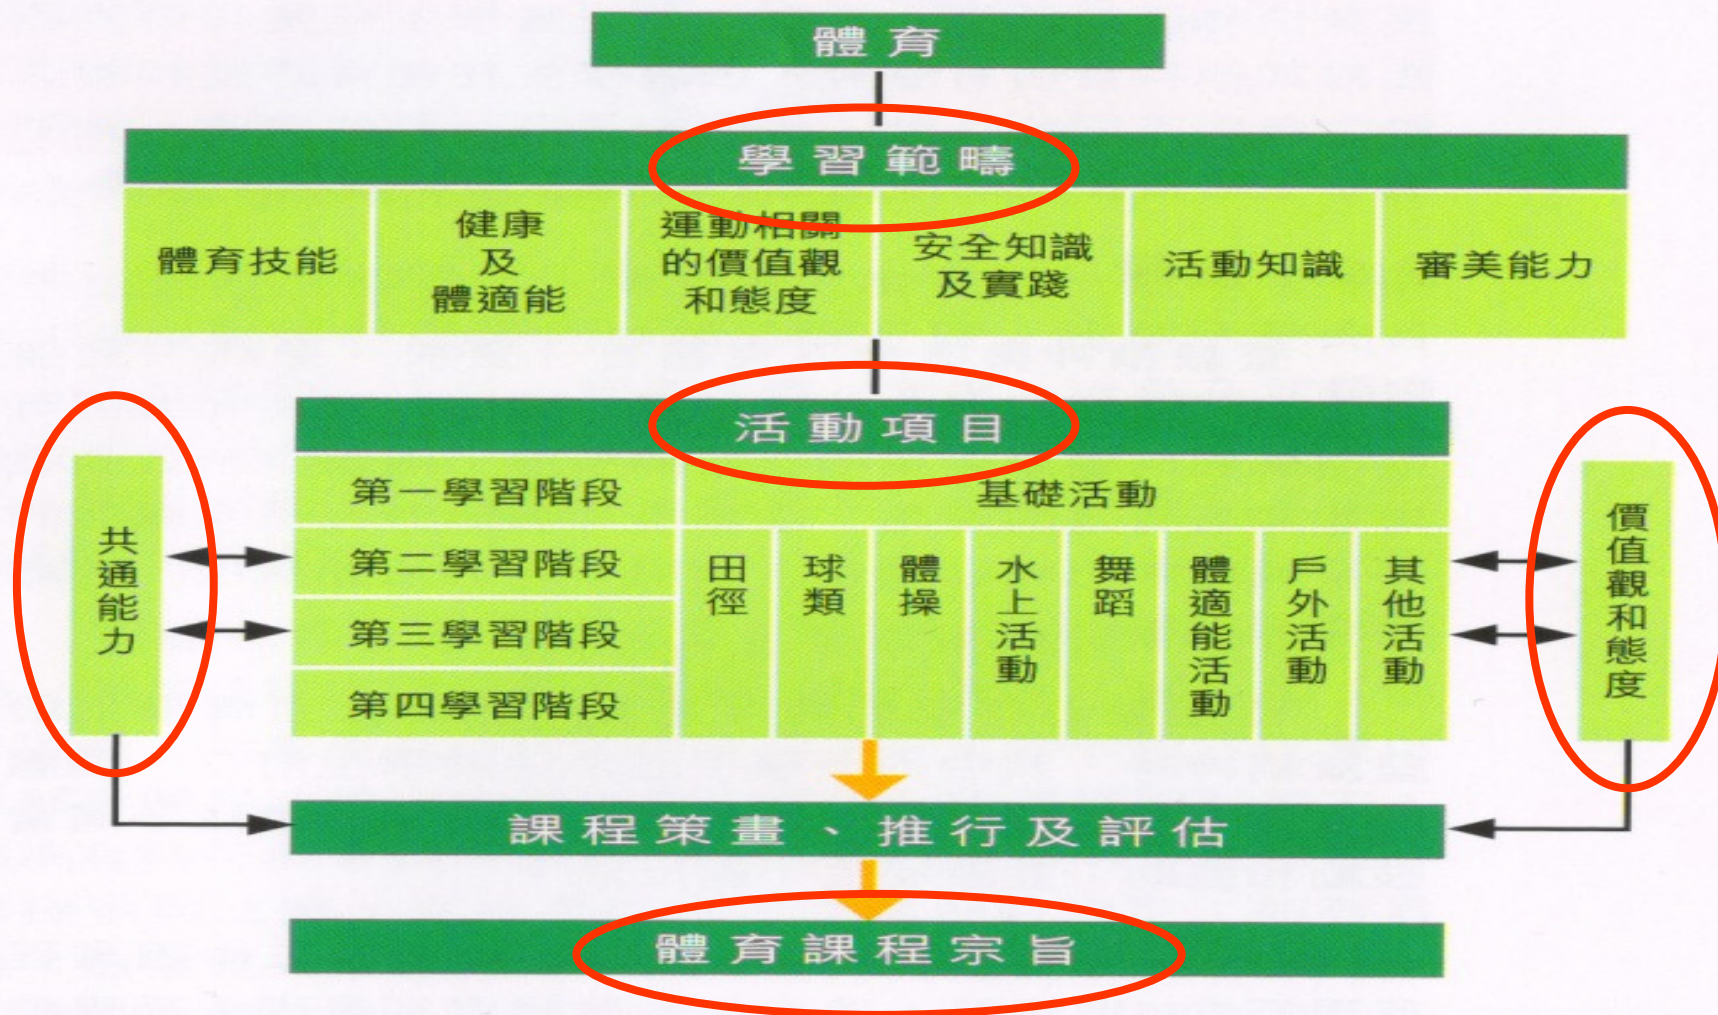 體育
學習範疇
體育技能
健康
及
體適能
運動相關
的價值觀
和態度
安全知識
及實踐
活動知識
審美能力
活動項目
共通能力
第一學習階段
基礎活動
第二學習階段
第三學習階段
第四學習階段
田徑
球類
體操
水上活動
舞蹈
體適能活動
戶外活動
其他活動
價值觀和態度
課程策畫、推行及評估
體育課程宗旨